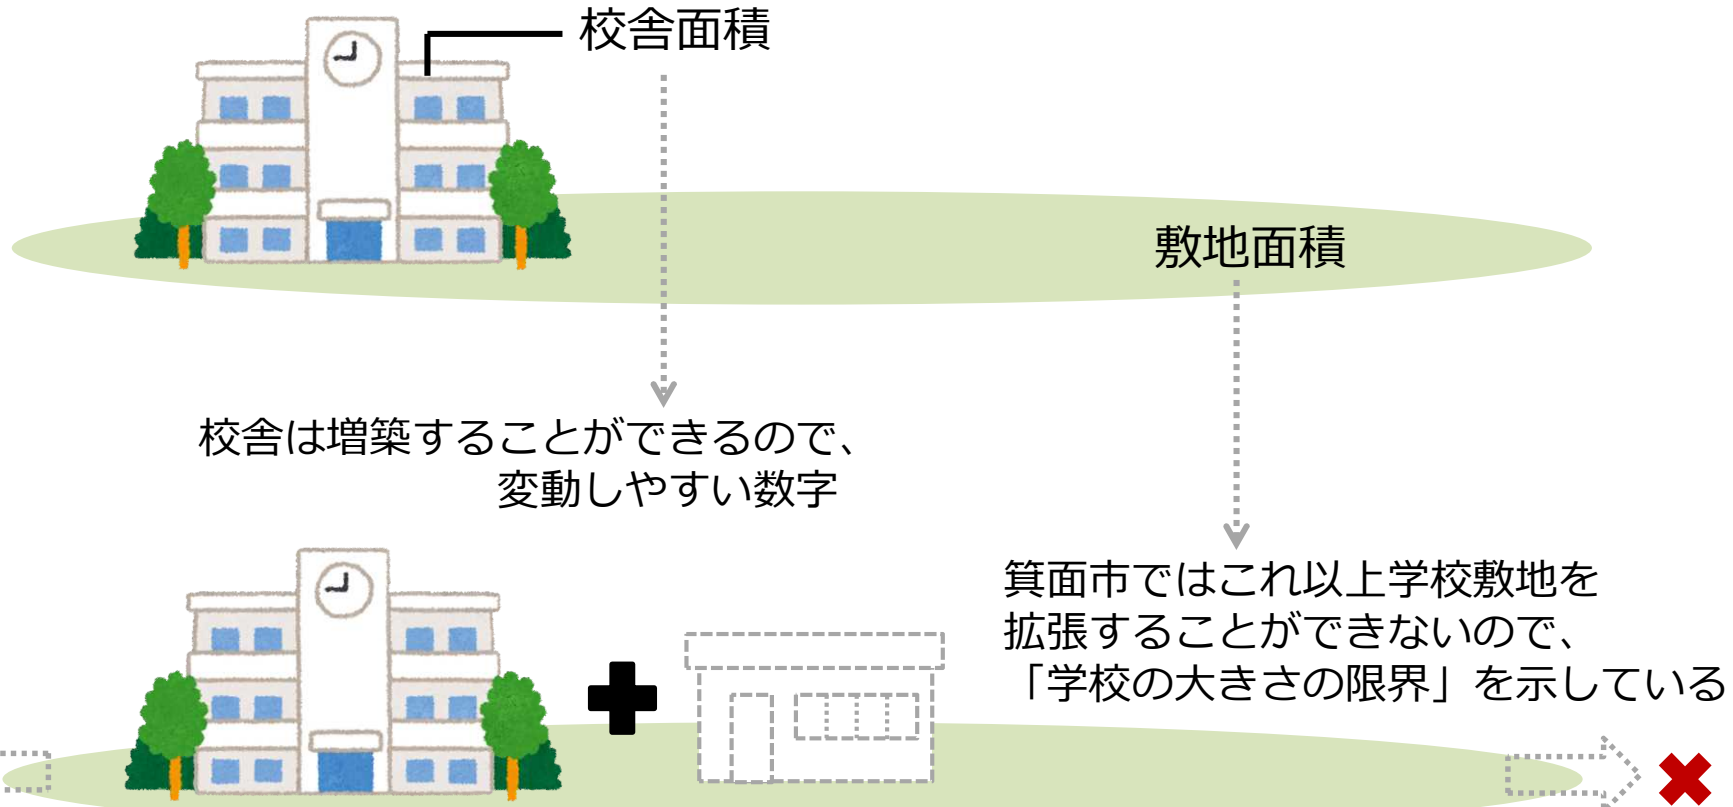 校舎面積
敷地面積
校舎は増築することができるので、
変動しやすい数字
箕面市ではこれ以上学校敷地を
拡張することができないので、
「学校の大きさの限界」を示している